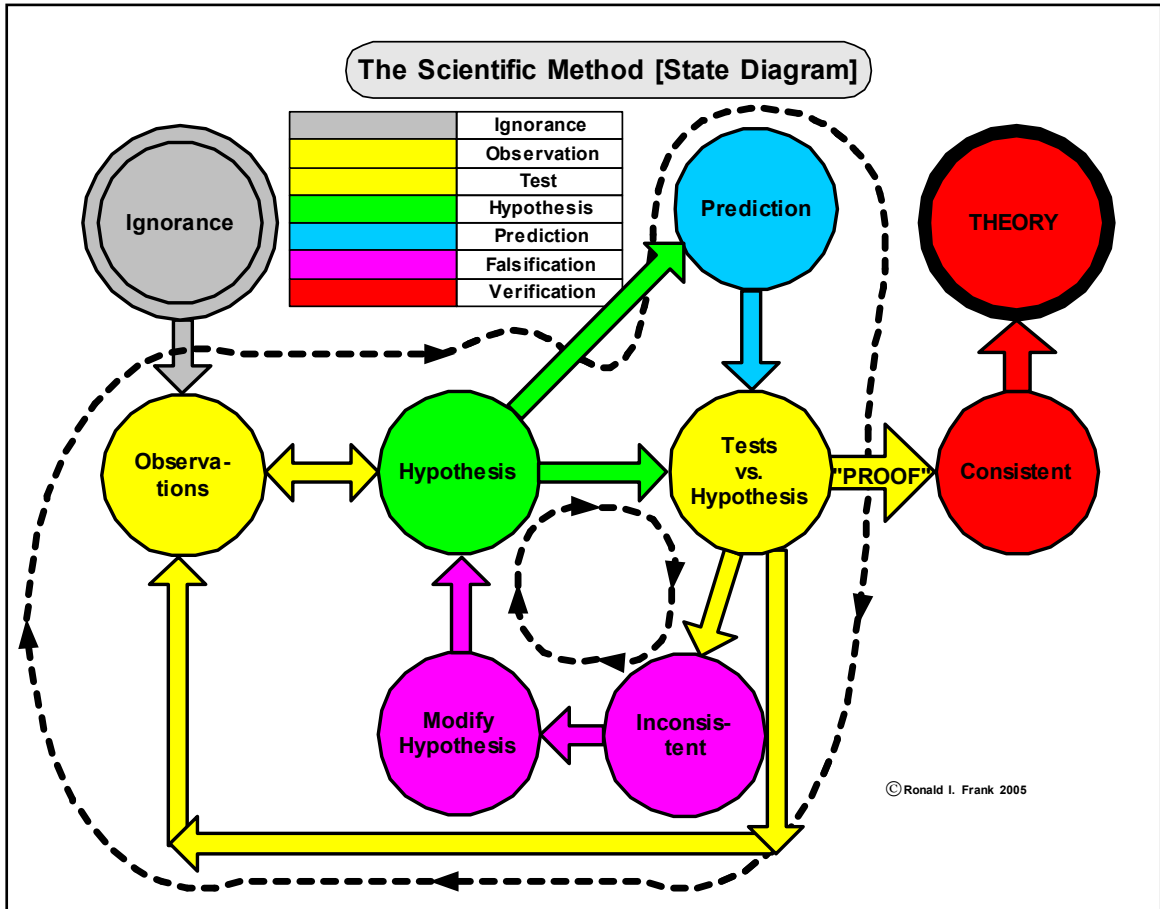 The Scientific Method [State Diagram]
Ignorance
Observation
Test
Hypothesis
Prediction
Falsification
Verification
Ignorance
Prediction
THEORY
Observa-
tions
Hypothesis
Tests
vs.
Hypothesis
"PROOF"
Consistent
Modify
Hypothesis
Inconsis-
tent
©Ronald I. Frank 2005